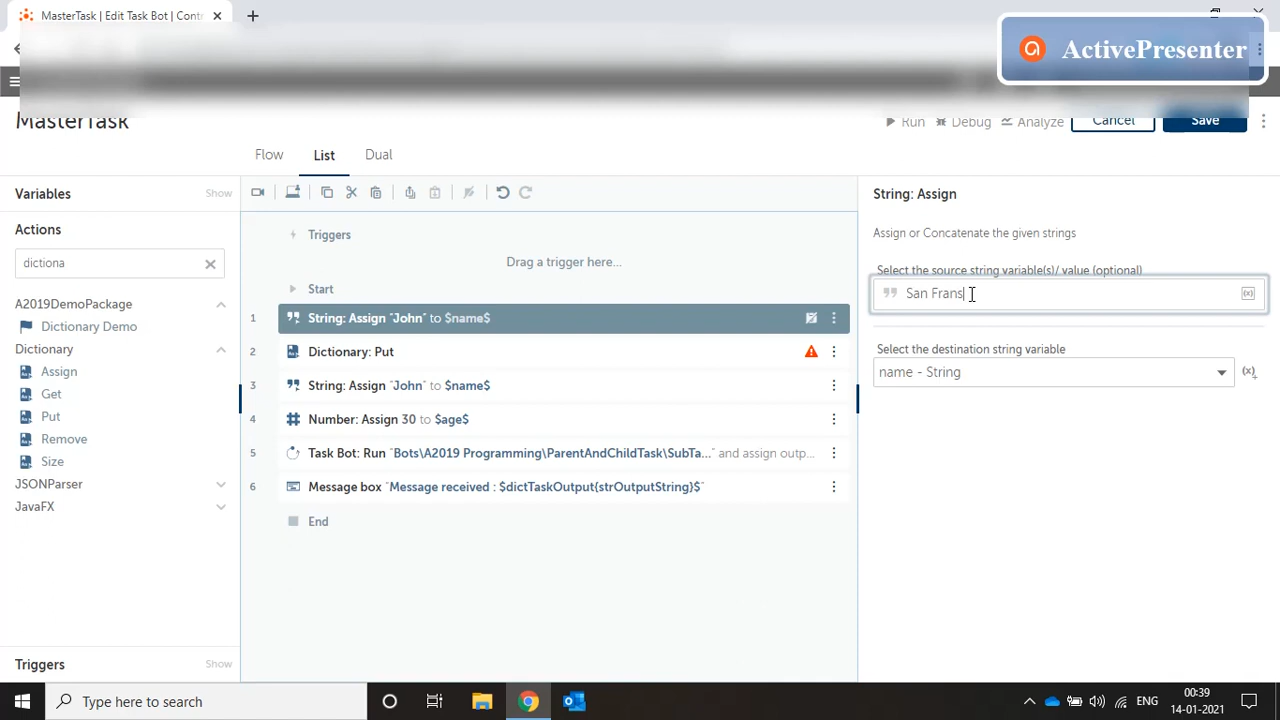 MasterTask | Edit Task Bot | Cont
ActivePresenter
MasterTask
Run
Debug
Analyze
Cancel
Save
Flow
List
Dual
Variables
Show
Actions
dictiona
A2019DemoPackage
Dictionary Demo
Dictionary
Assign
Get
Put
Remove
Size
JSONParser
JavaFX
Triggers
Show
Triggers
Drag a trigger here...
Start
1 String: Assign "John" to $name$
2 Dictionary: Put
3 String: Assign "John" to $name$
4 Number: Assign 30 to $age$
5 Task Bot: Run "Bots\A2019 Programming\ParentAndChildTask\SubTa..." and assign outp...
6 Message box "Message received : $dictTaskOutput{strOutputString}$"
End
String: Assign
Assign or Concatenate the given strings
Select the source string variable(s)/ value (optional)
San Frans
(x)
Select the destination string variable
name - String
(x)
Type here to search
ENG
00:39
14-01-2021